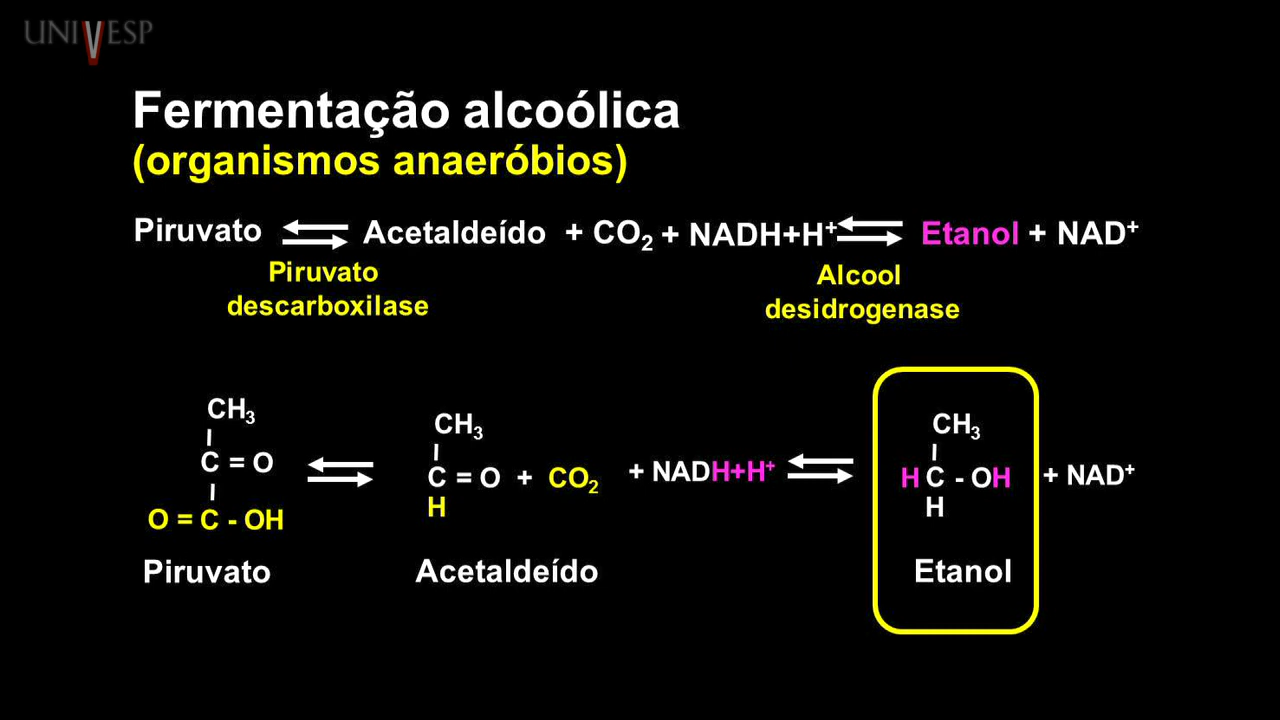 UNIVESP
Fermentação alcoólica
(organismos anaeróbios)
Piruvato ⇌ Acetaldeído + CO₂ + NADH+H⁺ ⇌ Etanol + NAD⁺
Piruvato descarboxilase
Alcool desidrogenase
CH₃
C = O
O = C - OH
Piruvato
CH₃
C = O + CO₂
H
Acetaldeído
+ NADH+H⁺
CH₃
H C - OH
H
Etanol
+ NAD⁺